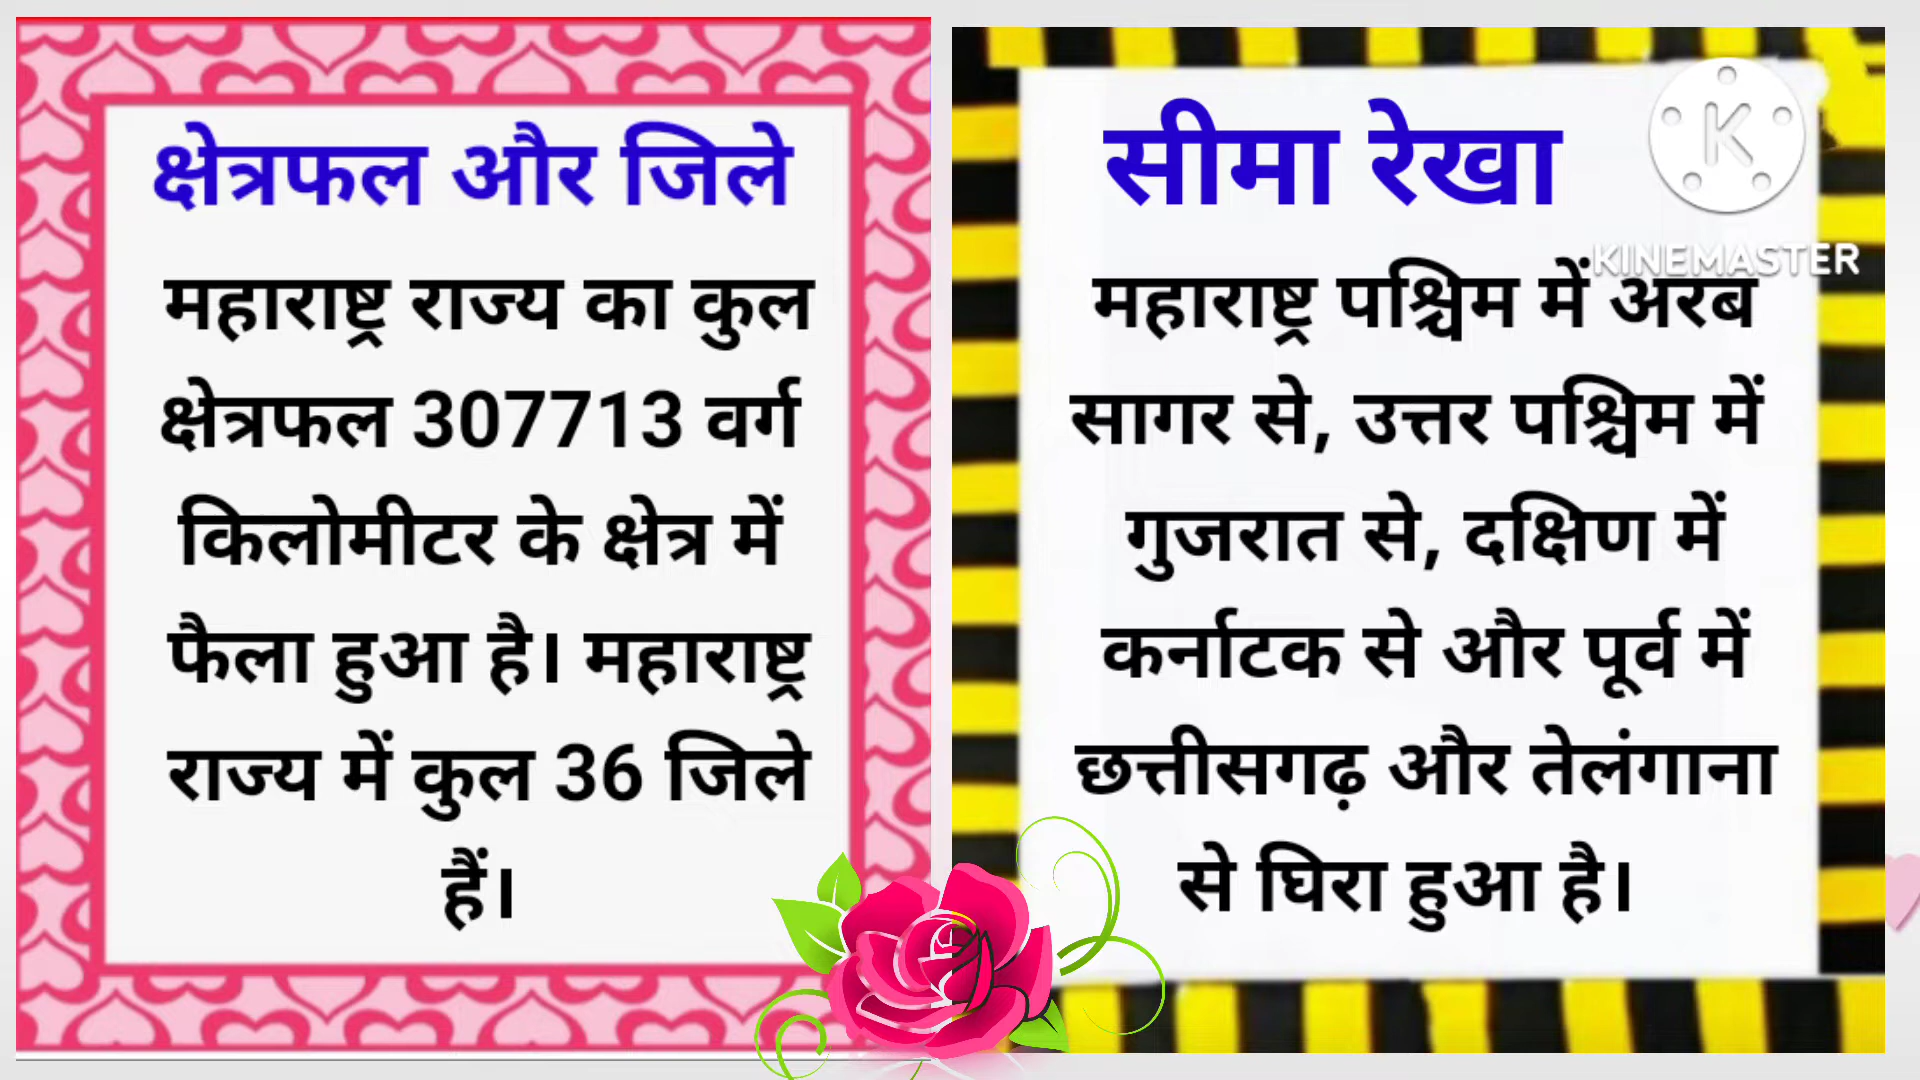 क्षेत्रफल और जिले
महाराष्ट्र राज्य का कुल
क्षेत्रफल 307713 वर्ग
किलोमीटर के क्षेत्र में
फैला हुआ है। महाराष्ट्र
राज्य में कुल 36 जिले
हैं।
सीमा रेखा
K
KINEMASTER
महाराष्ट्र पश्चिम में अरब
सागर से, उत्तर पश्चिम में
गुजरात से, दक्षिण में
कर्नाटक से और पूर्व में
छत्तीसगढ़ और तेलंगाना
से घिरा हुआ है।